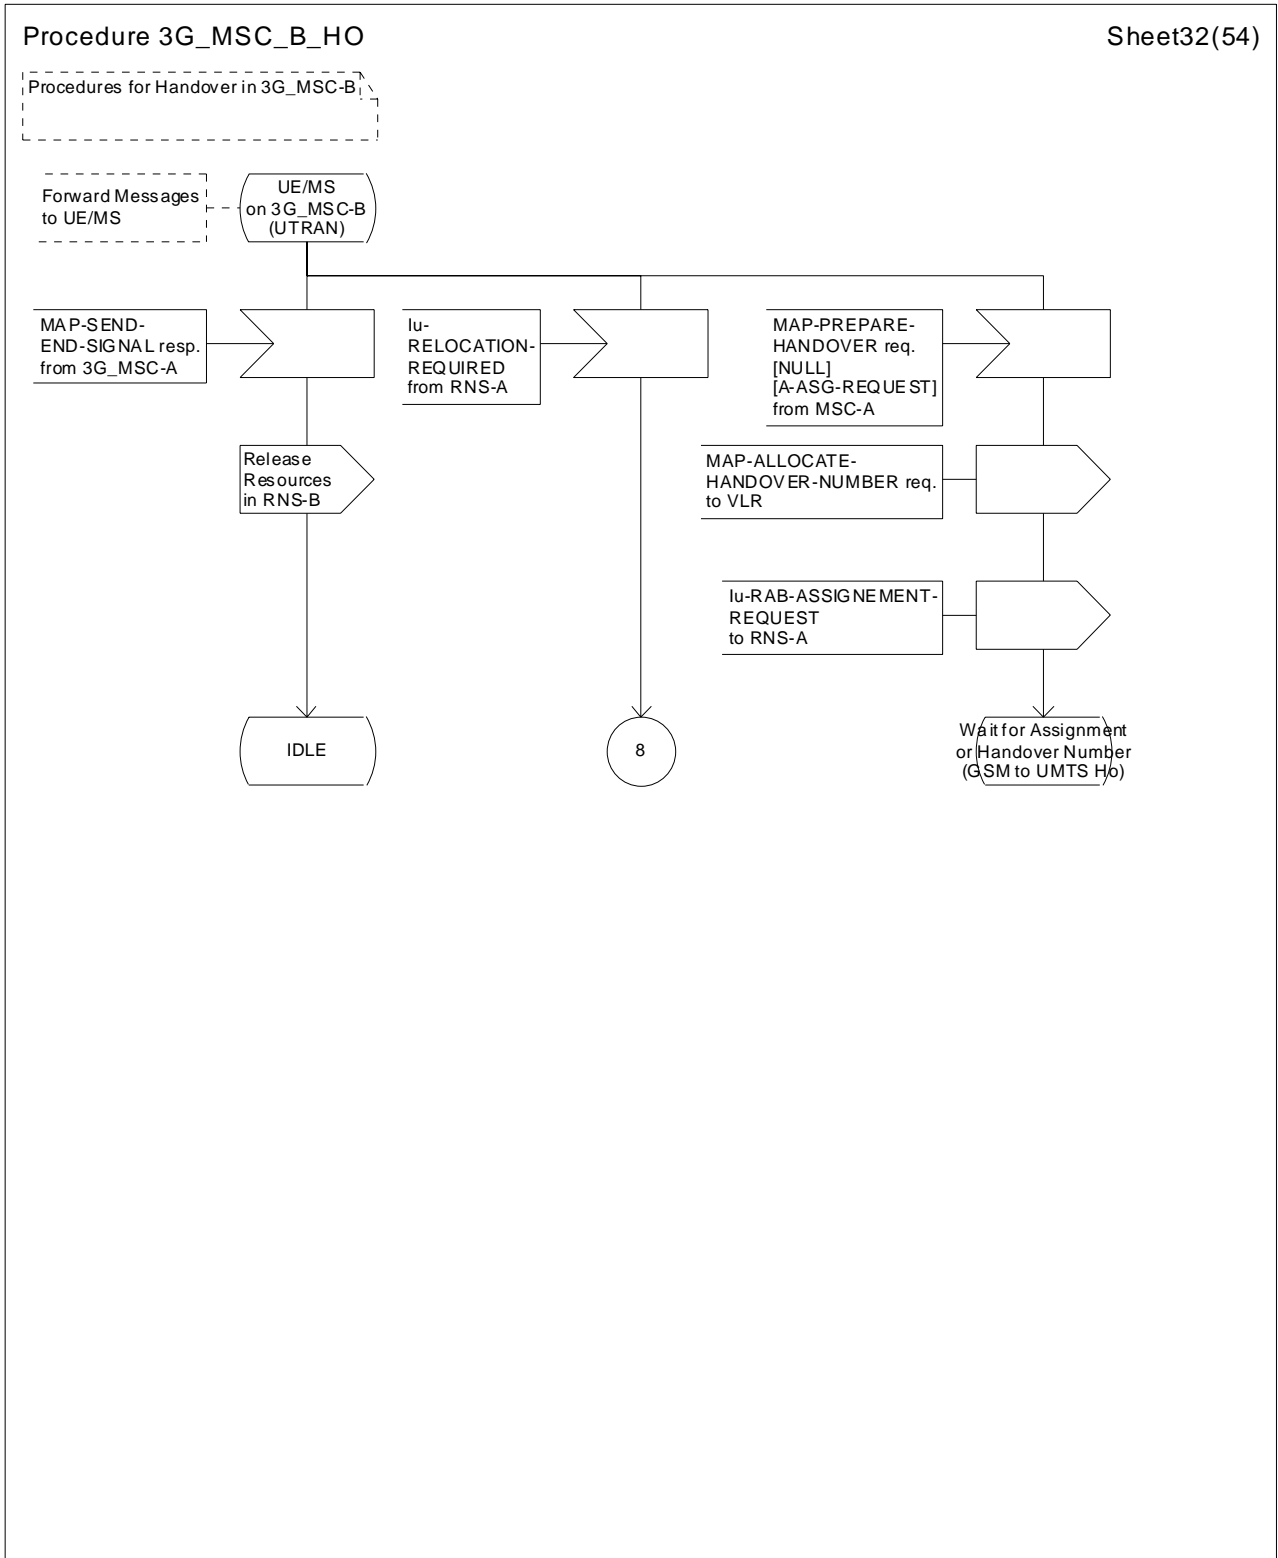 Procedure 3G_MSC_B_HO
Sheet32(54)
Procedures for Handover in 3G_MSC-B
Forward Messages
to UE/MS
UE/MS
on 3G_MSC-B
(UTRAN)
MAP-SEND-
END-SIGNAL resp.
from 3G_MSC-A
Iu-
RELOCATION-
REQUIRED
from RNS-A
MAP-PREPARE-
HANDOVER req.
[NULL]
[A-ASG-REQUEST]
from MSC-A
Release
Resources
in RNS-B
MAP-ALLOCATE-
HANDOVER-NUMBER req.
to VLR
Iu-RAB-ASSIGNEMENT-
REQUEST
to RNS-A
IDLE
8
Wait for Assignment
or Handover Number
(GSM to UMTS Ho)